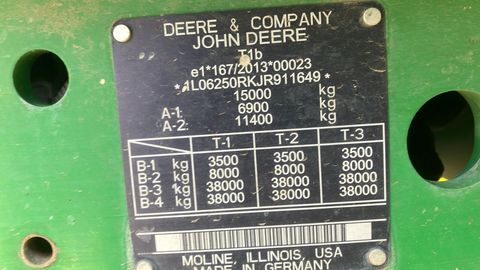 DEERE & COMPANY
JOHN DEERE
T1b
e1*167/2013*00023
*1L06250RKJR911649*
15000 kg
A-1: 6900 kg
A-2: 11400 kg
T-1 T-2 T-3
B-1 kg 3500 3500 3500
B-2 kg 8000 8000 8000
B-3 kg 38000 38000 38000
B-4 kg 38000 38000 38000
MOLINE, ILLINOIS, USA
MADE IN GERMANY